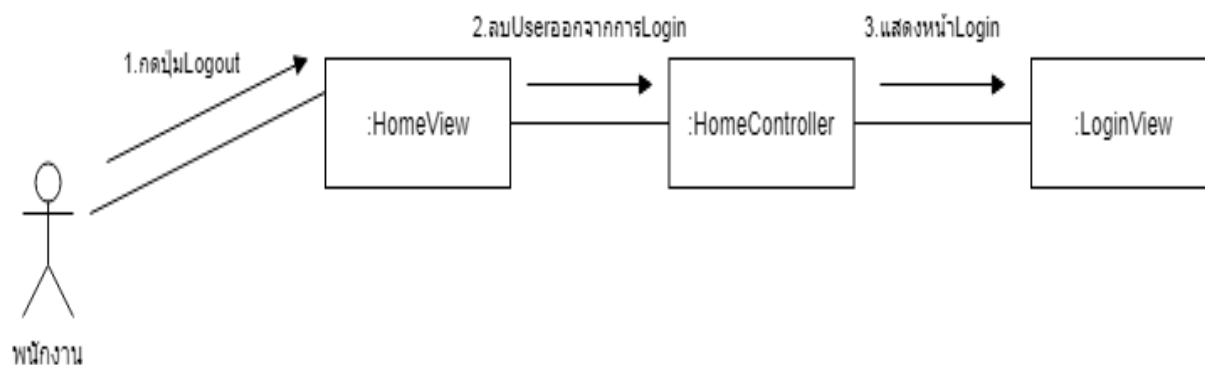 2.ลบUserออกจากการLogin
3.แสดงหน้าLogin
1.กดปุ่มLogout
:HomeView
:HomeController
:LoginView
พนักงาน